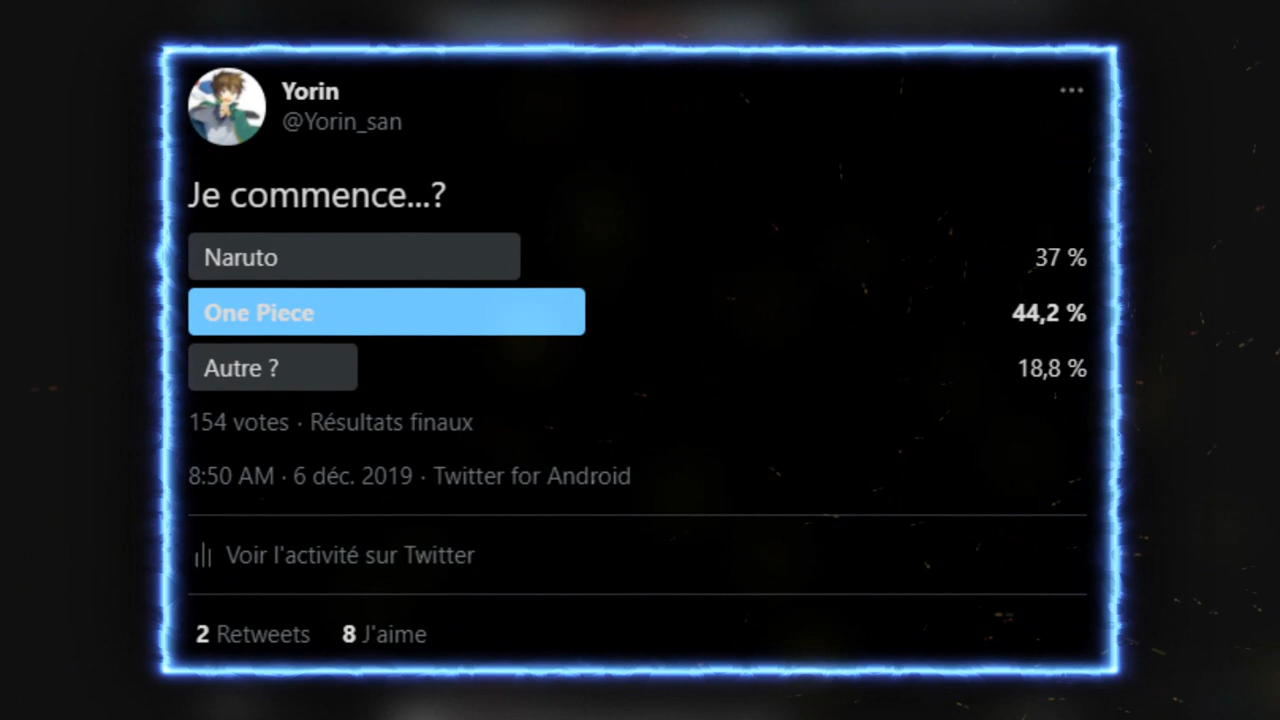 Yorin
@Yorin_san
Je commence...?
Naruto 37 %
One Piece 44,2 %
Autre ? 18,8 %
154 votes · Résultats finaux
8:50 AM · 6 déc. 2019 · Twitter for Android
Voir l'activité sur Twitter
2 Retweets 8 J'aime